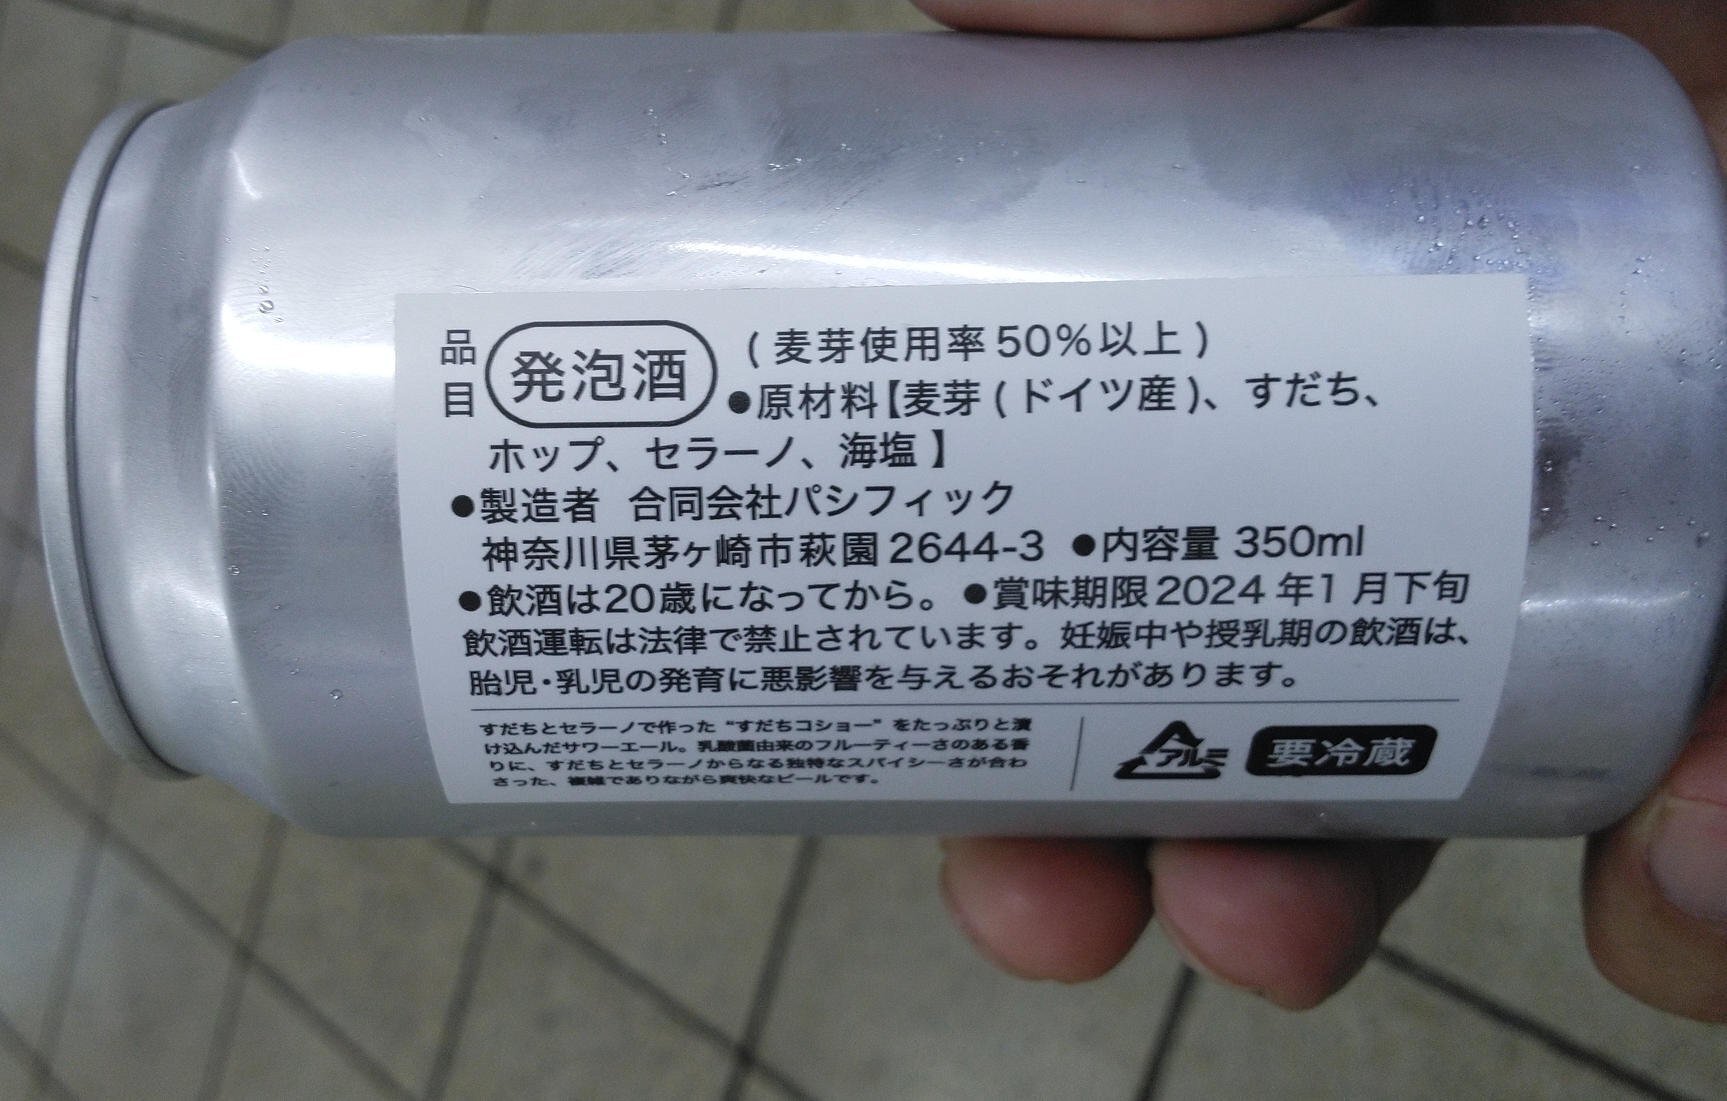 品目 発泡酒 (麦芽使用率50%以上)
●原材料【麦芽(ドイツ産)、すだち、
ホップ、セラーノ、海塩】
●製造者 合同会社パシフィック
神奈川県茅ヶ崎市萩園2644-3 ●内容量 350ml
●飲酒は20歳になってから。●賞味期限2024年1月下旬
飲酒運転は法律で禁止されています。妊娠中や授乳期の飲酒は、
胎児・乳児の発育に悪影響を与えるおそれがあります。
すだちとセラーノで作った“すだちコショー”をたっぷりと漬
け込んだサワーエール。乳酸菌由来のフルーティーさのある香
りに、すだちとセラーノからなる独特なスパイシーさが合わ
さった、複雑でありながら爽快なビールです。
アルミ
要冷蔵